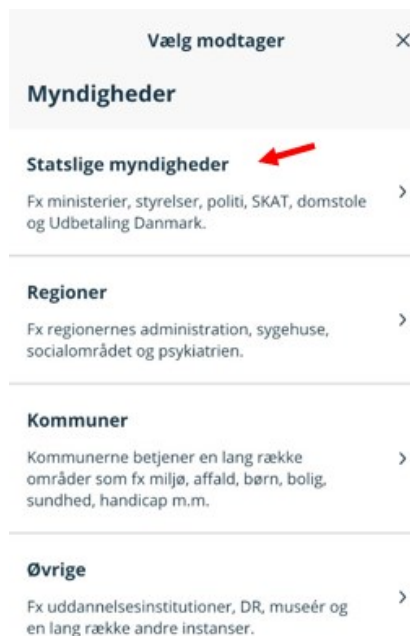 Vælg modtager
Myndigheder
Statslige myndigheder
Fx ministerier, styrelser, politi, SKAT, domstole
og Udbetaling Danmark.
Regioner
Fx regionernes administration, sygehuse,
socialområdet og psykiatrien.
Kommuner
Kommunerne betjener en lang række
områder som fx miljø, affald, børn, bolig,
sundhed, handicap m.m.
Øvrige
Fx uddannelsesinstitutioner, DR, museér og
en lang række andre instanser.